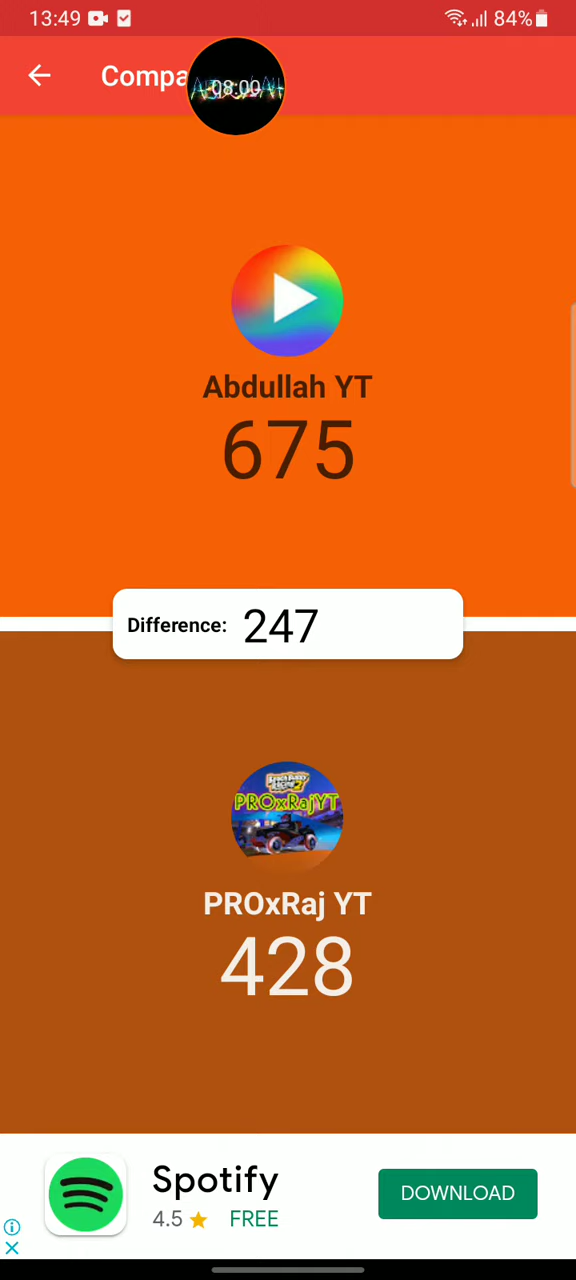 13:49
84%
Compa
08:00
Abdullah YT
675
Difference: 247
PROxRajYT
PROxRaj YT
428
Spotify
4.5 FREE
DOWNLOAD